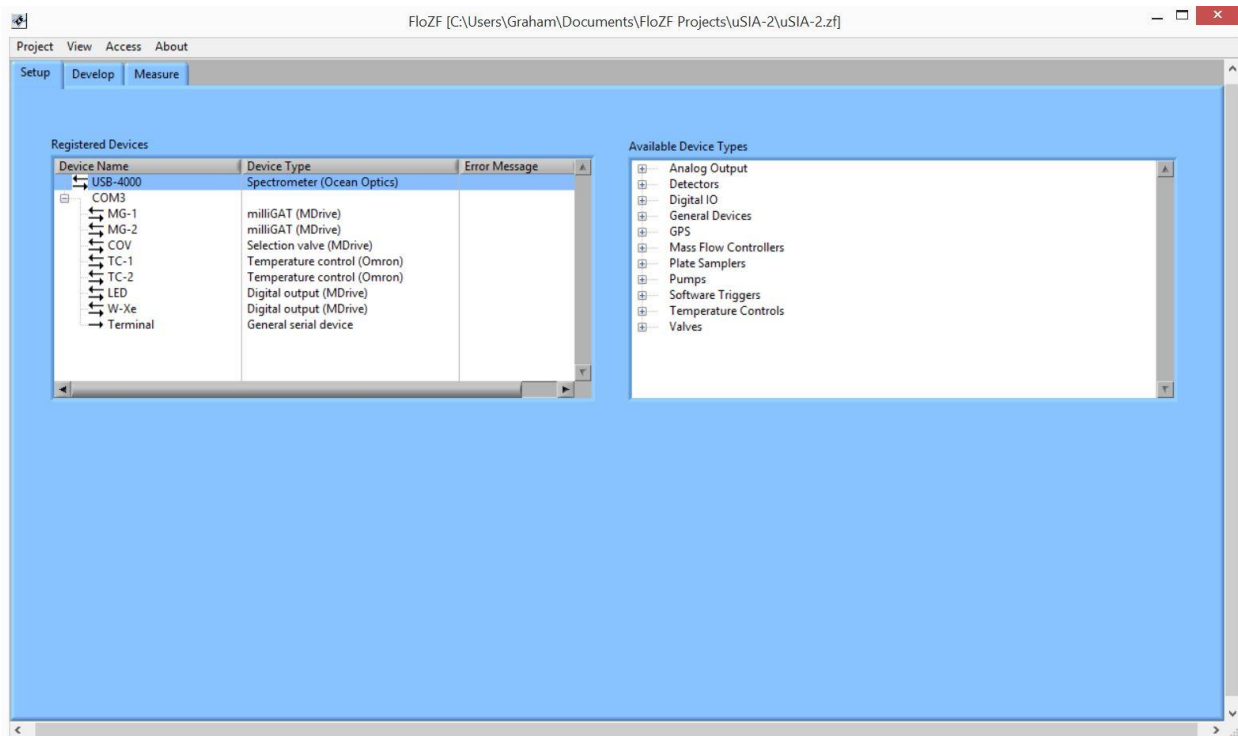 FloZF [C:\Users\Graham\Documents\FloZF Projects\uSIA-2\uSIA-2.zf]
Project View Access About
Setup Develop Measure
Registered Devices
Device Name Device Type Error Message
USB-4000 Spectrometer (Ocean Optics)
COM3
MG-1 milliGAT (MDrive)
MG-2 milliGAT (MDrive)
COV Selection valve (MDrive)
TC-1 Temperature control (Omron)
TC-2 Temperature control (Omron)
LED Digital output (MDrive)
W-Xe Digital output (MDrive)
Terminal General serial device
Available Device Types
Analog Output
Detectors
Digital IO
General Devices
GPS
Mass Flow Controllers
Plate Samplers
Pumps
Software Triggers
Temperature Controls
Valves